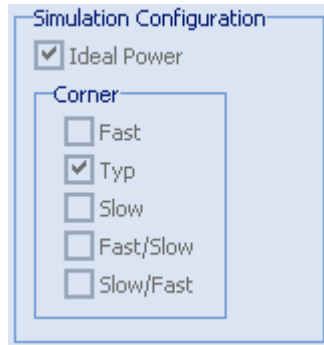 Simulation Configuration
Ideal Power
Corner
Fast
Typ
Slow
Fast/Slow
Slow/Fast